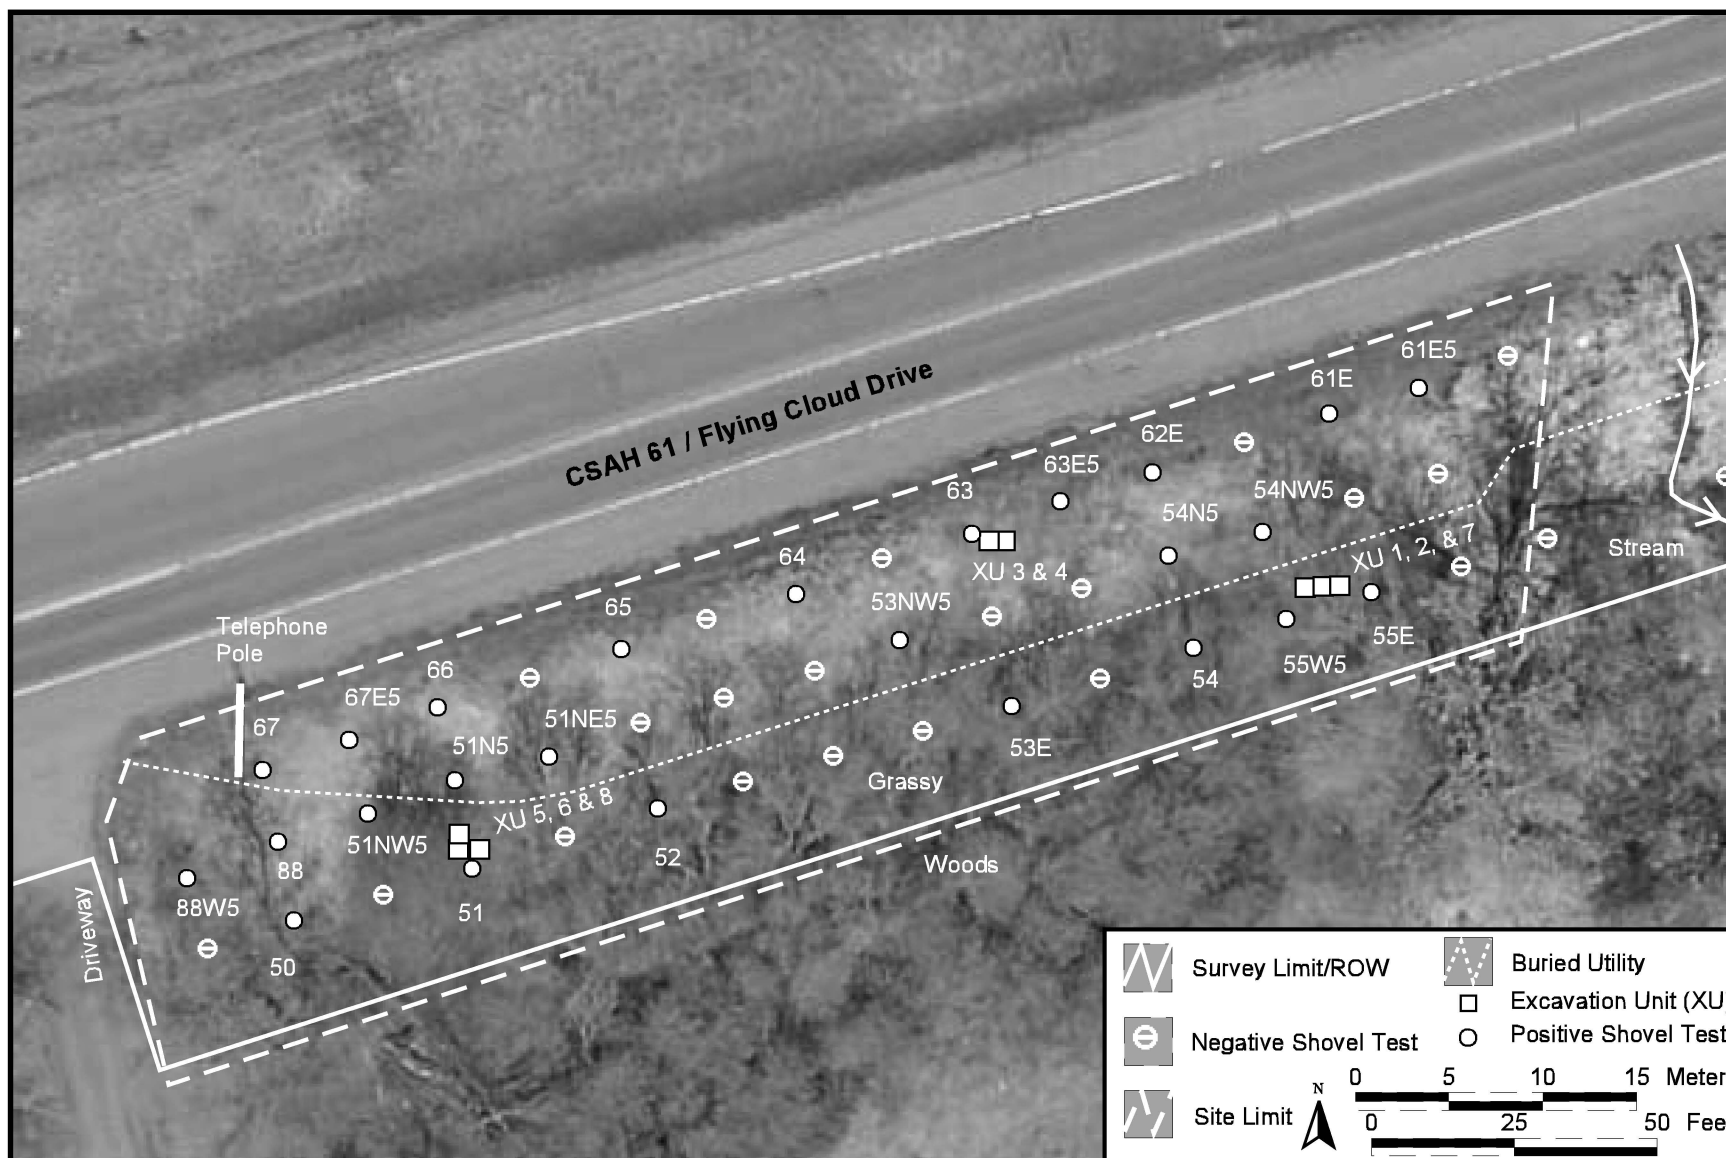 CSAH 61 / Flying Cloud Drive
61E5
61E
62E
63E5
63
54NW5
54N5
XU 1, 2, & 7
Stream
XU 3 & 4
64
53NW5
65
55E
55W5
54
Telephone
Pole
66
67E5
67
51NE5
51N5
53E
Grassy
XU 5, 6 & 8
51NW5
52
Woods
88
88W5
51
50
Driveway
Survey Limit/ROW
Buried Utility
Excavation Unit (XU)
Positive Shovel Test
Negative Shovel Test
Site Limit
N
0 5 10 15 Meter
0 25 50 Fee